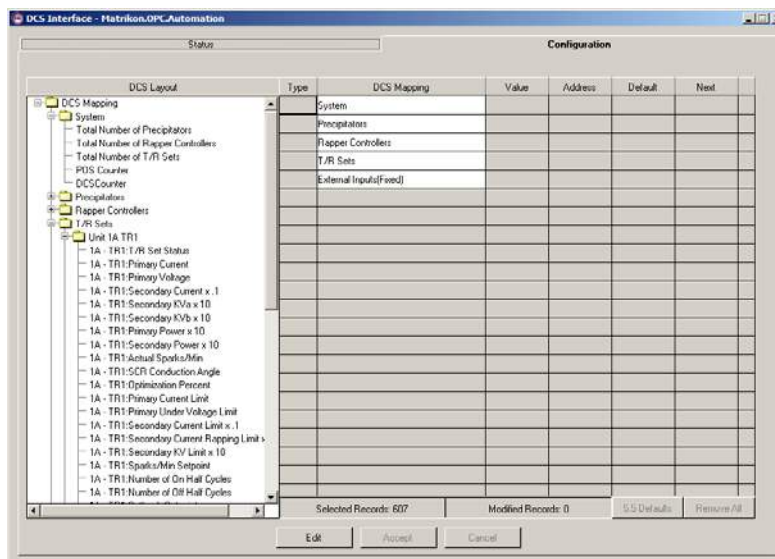 DCS Interface - Matrikon.OPC.Automation
Status Configuration
DCS Layout Type DCS Mapping Value Address Default Next
DCS Mapping
System
Total Number of Precipitators
Total Number of Rapper Controllers
Total Number of T/R Sets
POS Counter
DCSCounter
Precipitators
Rapper Controllers
T/R Sets
Unit 1A TR1
1A - TR1:T/R Set Status
1A - TR1:Primary Current
1A - TR1:Primary Voltage
1A - TR1:Secondary Current x .1
1A - TR1:Secondary KVa x 10
1A - TR1:Secondary KVb x 10
1A - TR1:Primary Power x 10
1A - TR1:Secondary Power x 10
1A - TR1:Actual Sparks/Min
1A - TR1:SCR Conduction Angle
1A - TR1:Optimization Percent
1A - TR1:Primary Current Limit
1A - TR1:Primary Under Voltage Limit
1A - TR1:Secondary Current Limit x .1
1A - TR1:Secondary Current Rapping Limit x
1A - TR1:Secondary KV Limit x 10
1A - TR1:Sparks/Min Setpoint
1A - TR1:Number of On Half Cycles
1A - TR1:Number of Off Half Cycles
System
Precipitators
Rapper Controllers
T/R Sets
External Inputs(Fixed)
Selected Records: 607 Modified Records: 0 S.S Defaults Remove All
Edit Accept Cancel